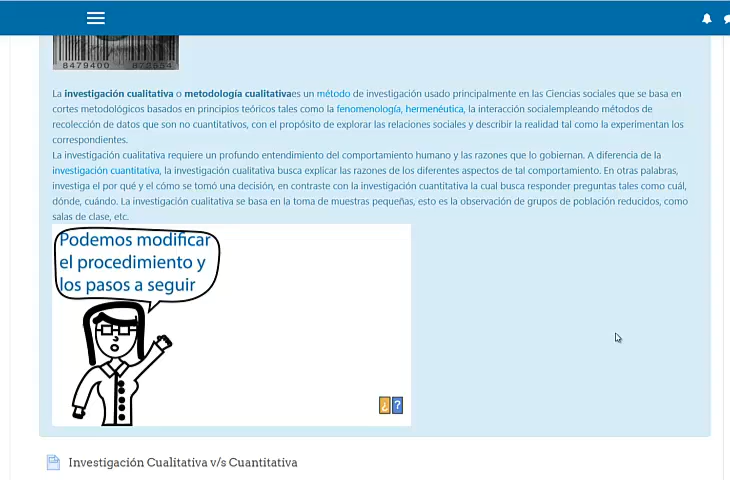 8479400 872954
La investigación cualitativa o metodología cualitativaes un método de investigación usado principalmente en las Ciencias sociales que se basa en
cortes metodológicos basados en principios teóricos tales como la fenomenología, hermenéutica, la interacción socialempleando métodos de
recolección de datos que son no cuantitativos, con el propósito de explorar las relaciones sociales y describir la realidad tal como la experimentan los
correspondientes.
La investigación cualitativa requiere un profundo entendimiento del comportamiento humano y las razones que lo gobiernan. A diferencia de la
investigación cuantitativa, la investigación cualitativa busca explicar las razones de los diferentes aspectos de tal comportamiento. En otras palabras,
investiga el por qué y el cómo se tomó una decisión, en contraste con la investigación cuantitativa la cual busca responder preguntas tales como cuál,
dónde, cuándo. La investigación cualitativa se basa en la toma de muestras pequeñas, esto es la observación de grupos de población reducidos, como
salas de clase, etc.
Podemos modificar
el procedimiento y
los pasos a seguir
¿ ?
Investigación Cualitativa v/s Cuantitativa